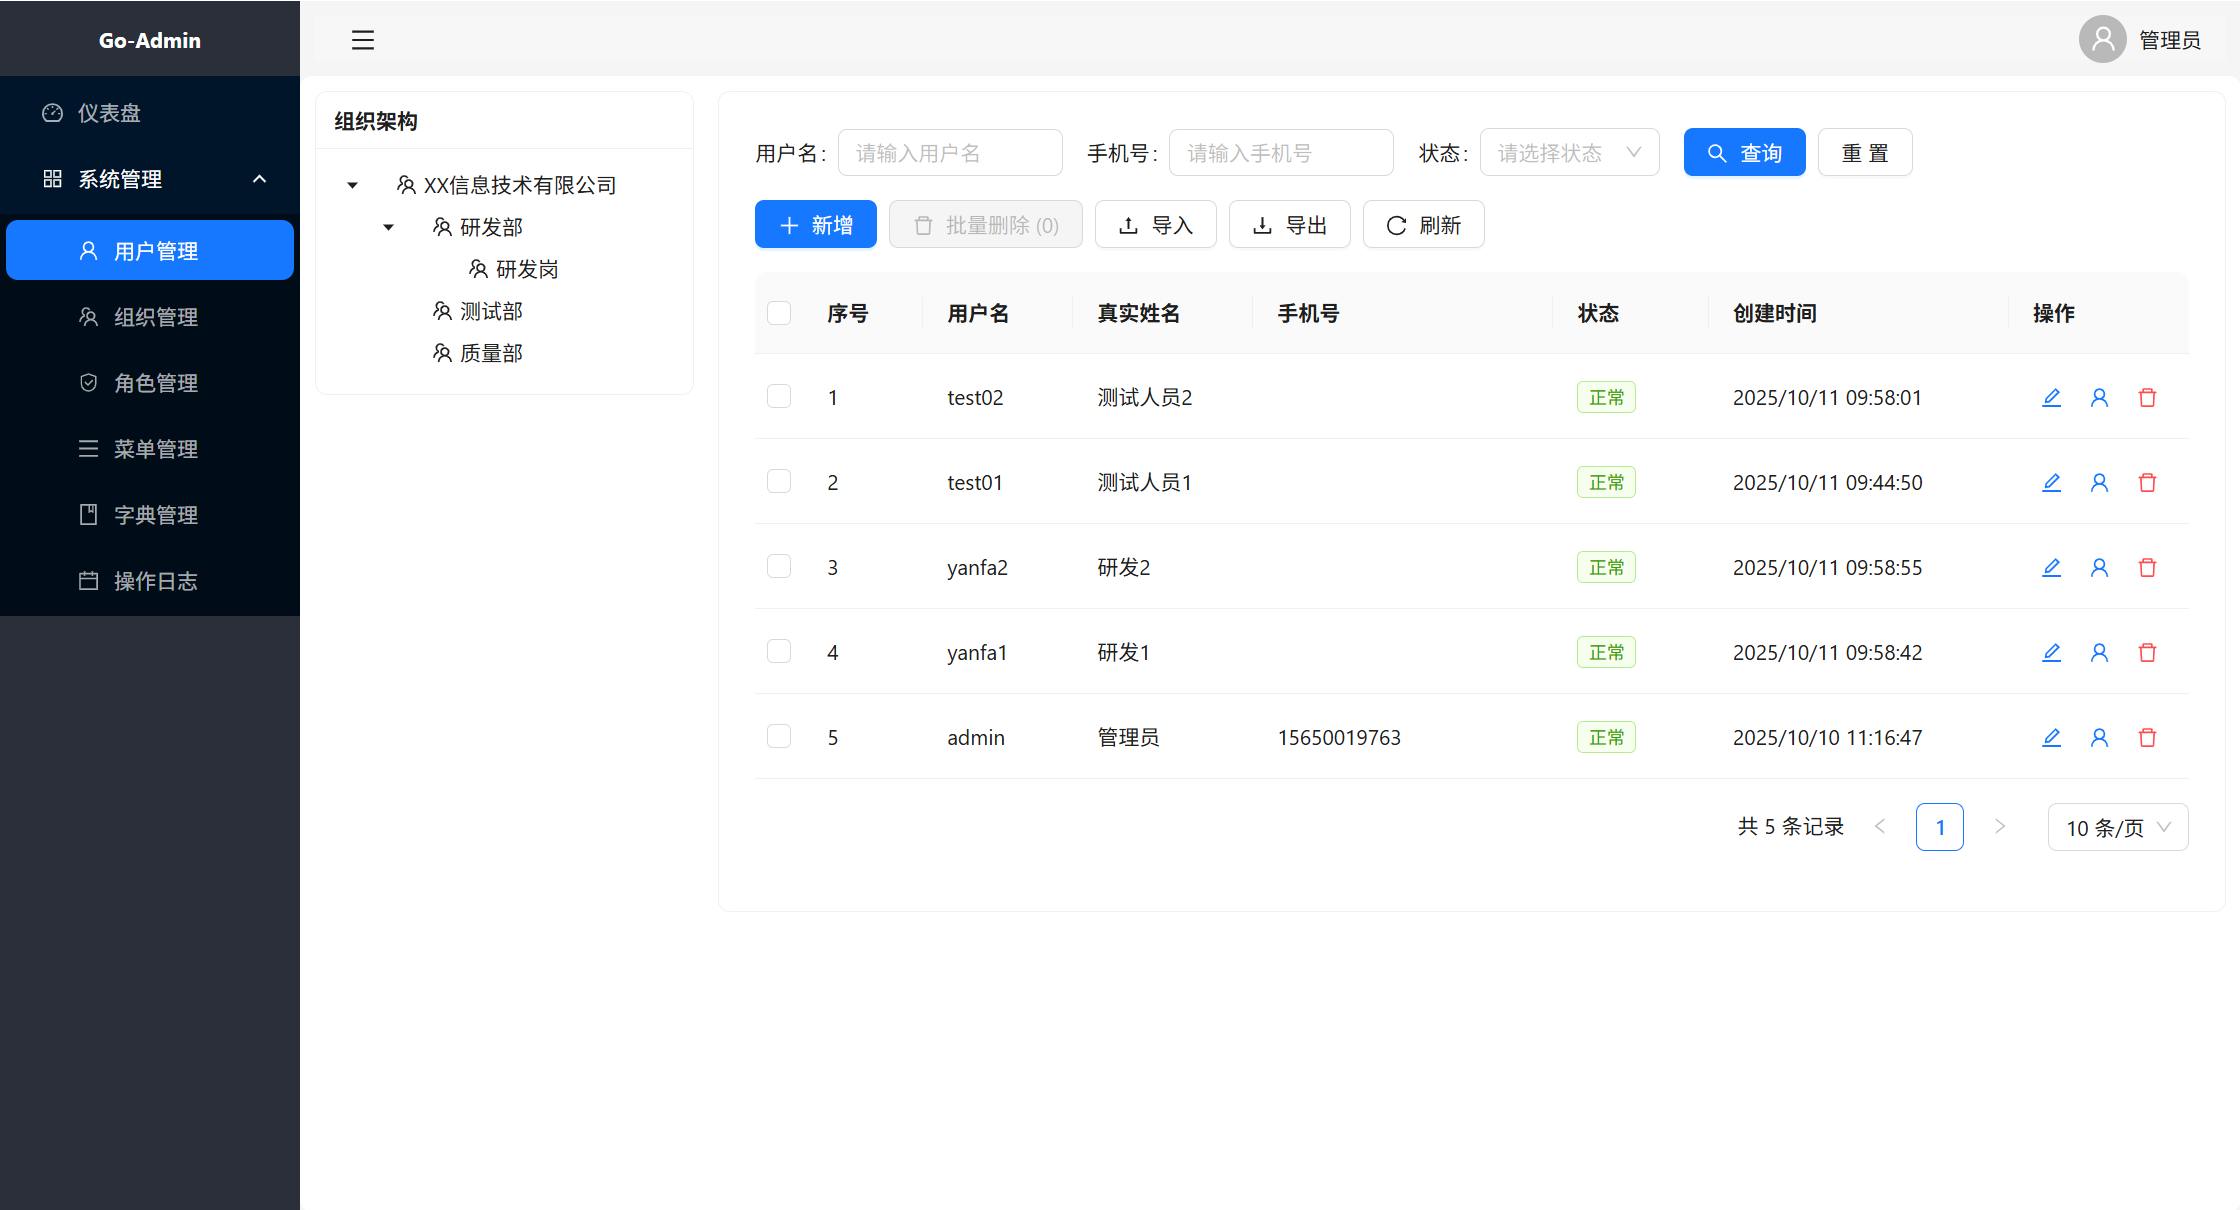 Go-Admin
管理员
仪表盘
系统管理
用户管理
组织管理
角色管理
菜单管理
字典管理
操作日志
组织架构
XX信息技术有限公司
研发部
研发岗
测试部
质量部
用户名: 请输入用户名 手机号: 请输入手机号 状态: 请选择状态 查询 重 置
新增 批量删除 (0) 导入 导出 刷新
序号 用户名 真实姓名 手机号 状态 创建时间 操作
1 test02 测试人员2 正常 2025/10/11 09:58:01
2 test01 测试人员1 正常 2025/10/11 09:44:50
3 yanfa2 研发2 正常 2025/10/11 09:58:55
4 yanfa1 研发1 正常 2025/10/11 09:58:42
5 admin 管理员 15650019763 正常 2025/10/10 11:16:47
共 5 条记录 1 10 条/页